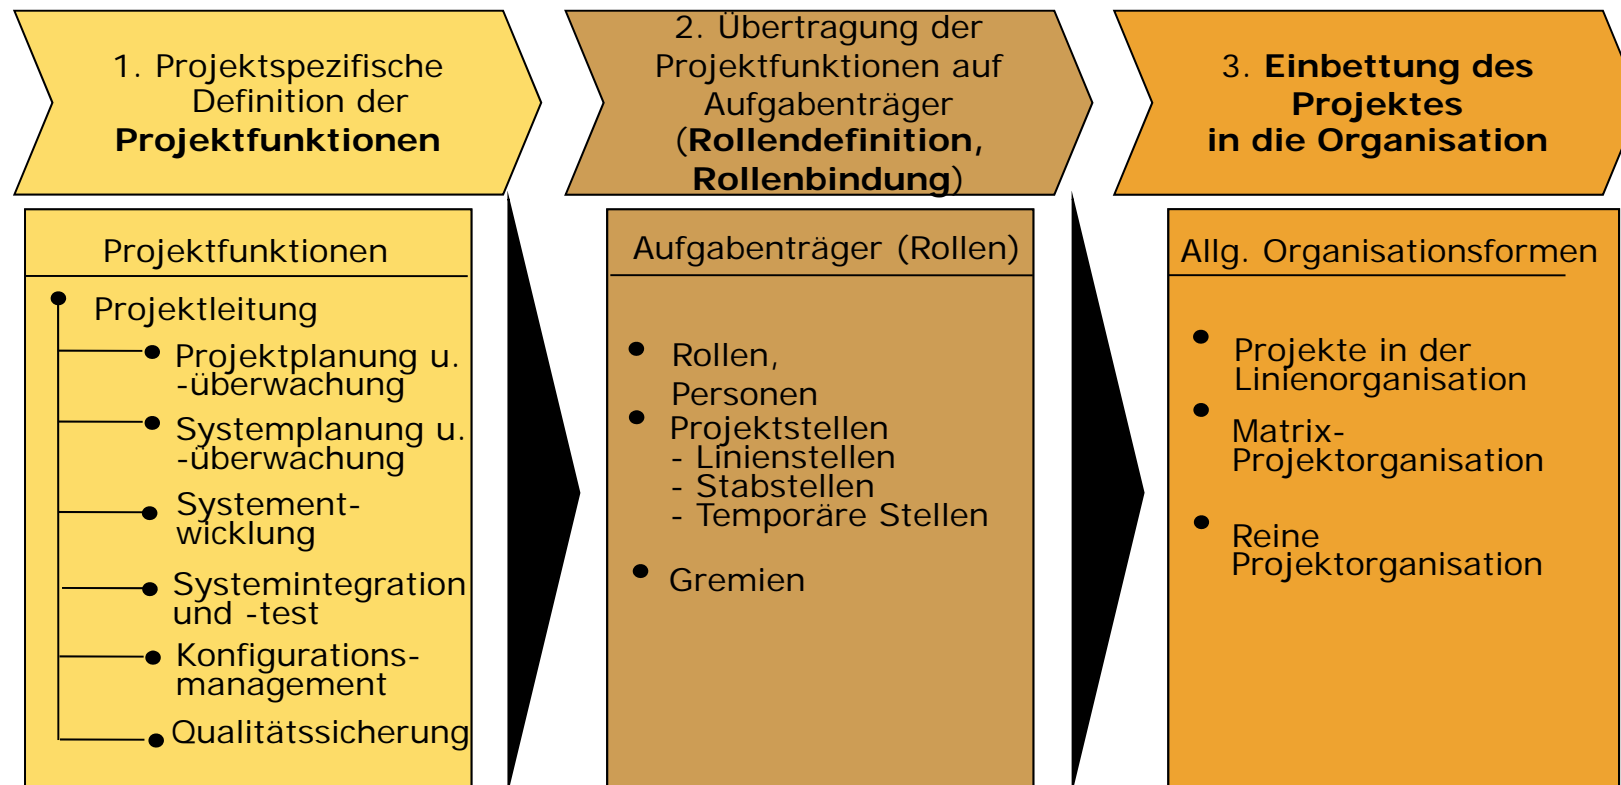 1. Projektspezifische
Definition der
Projektfunktionen
2. Übertragung der
Projektfunktionen auf
Aufgabenträger
(Rollendefinition,
Rollenbindung)
3. Einbettung des
Projektes
in die Organisation
Projektfunktionen
Projektleitung
Projektplanung u.
-überwachung
Systemplanung u.
-überwachung
Systement-
wicklung
Systemintegration
und -test
Konfigurations-
management
Qualitätssicherung
Aufgabenträger (Rollen)
Rollen,
Personen
Projektstellen
- Linienstellen
- Stabstellen
- Temporäre Stellen
Gremien
Allg. Organisationsformen
Projekte in der
Linienorganisation
Matrix-
Projektorganisation
Reine
Projektorganisation